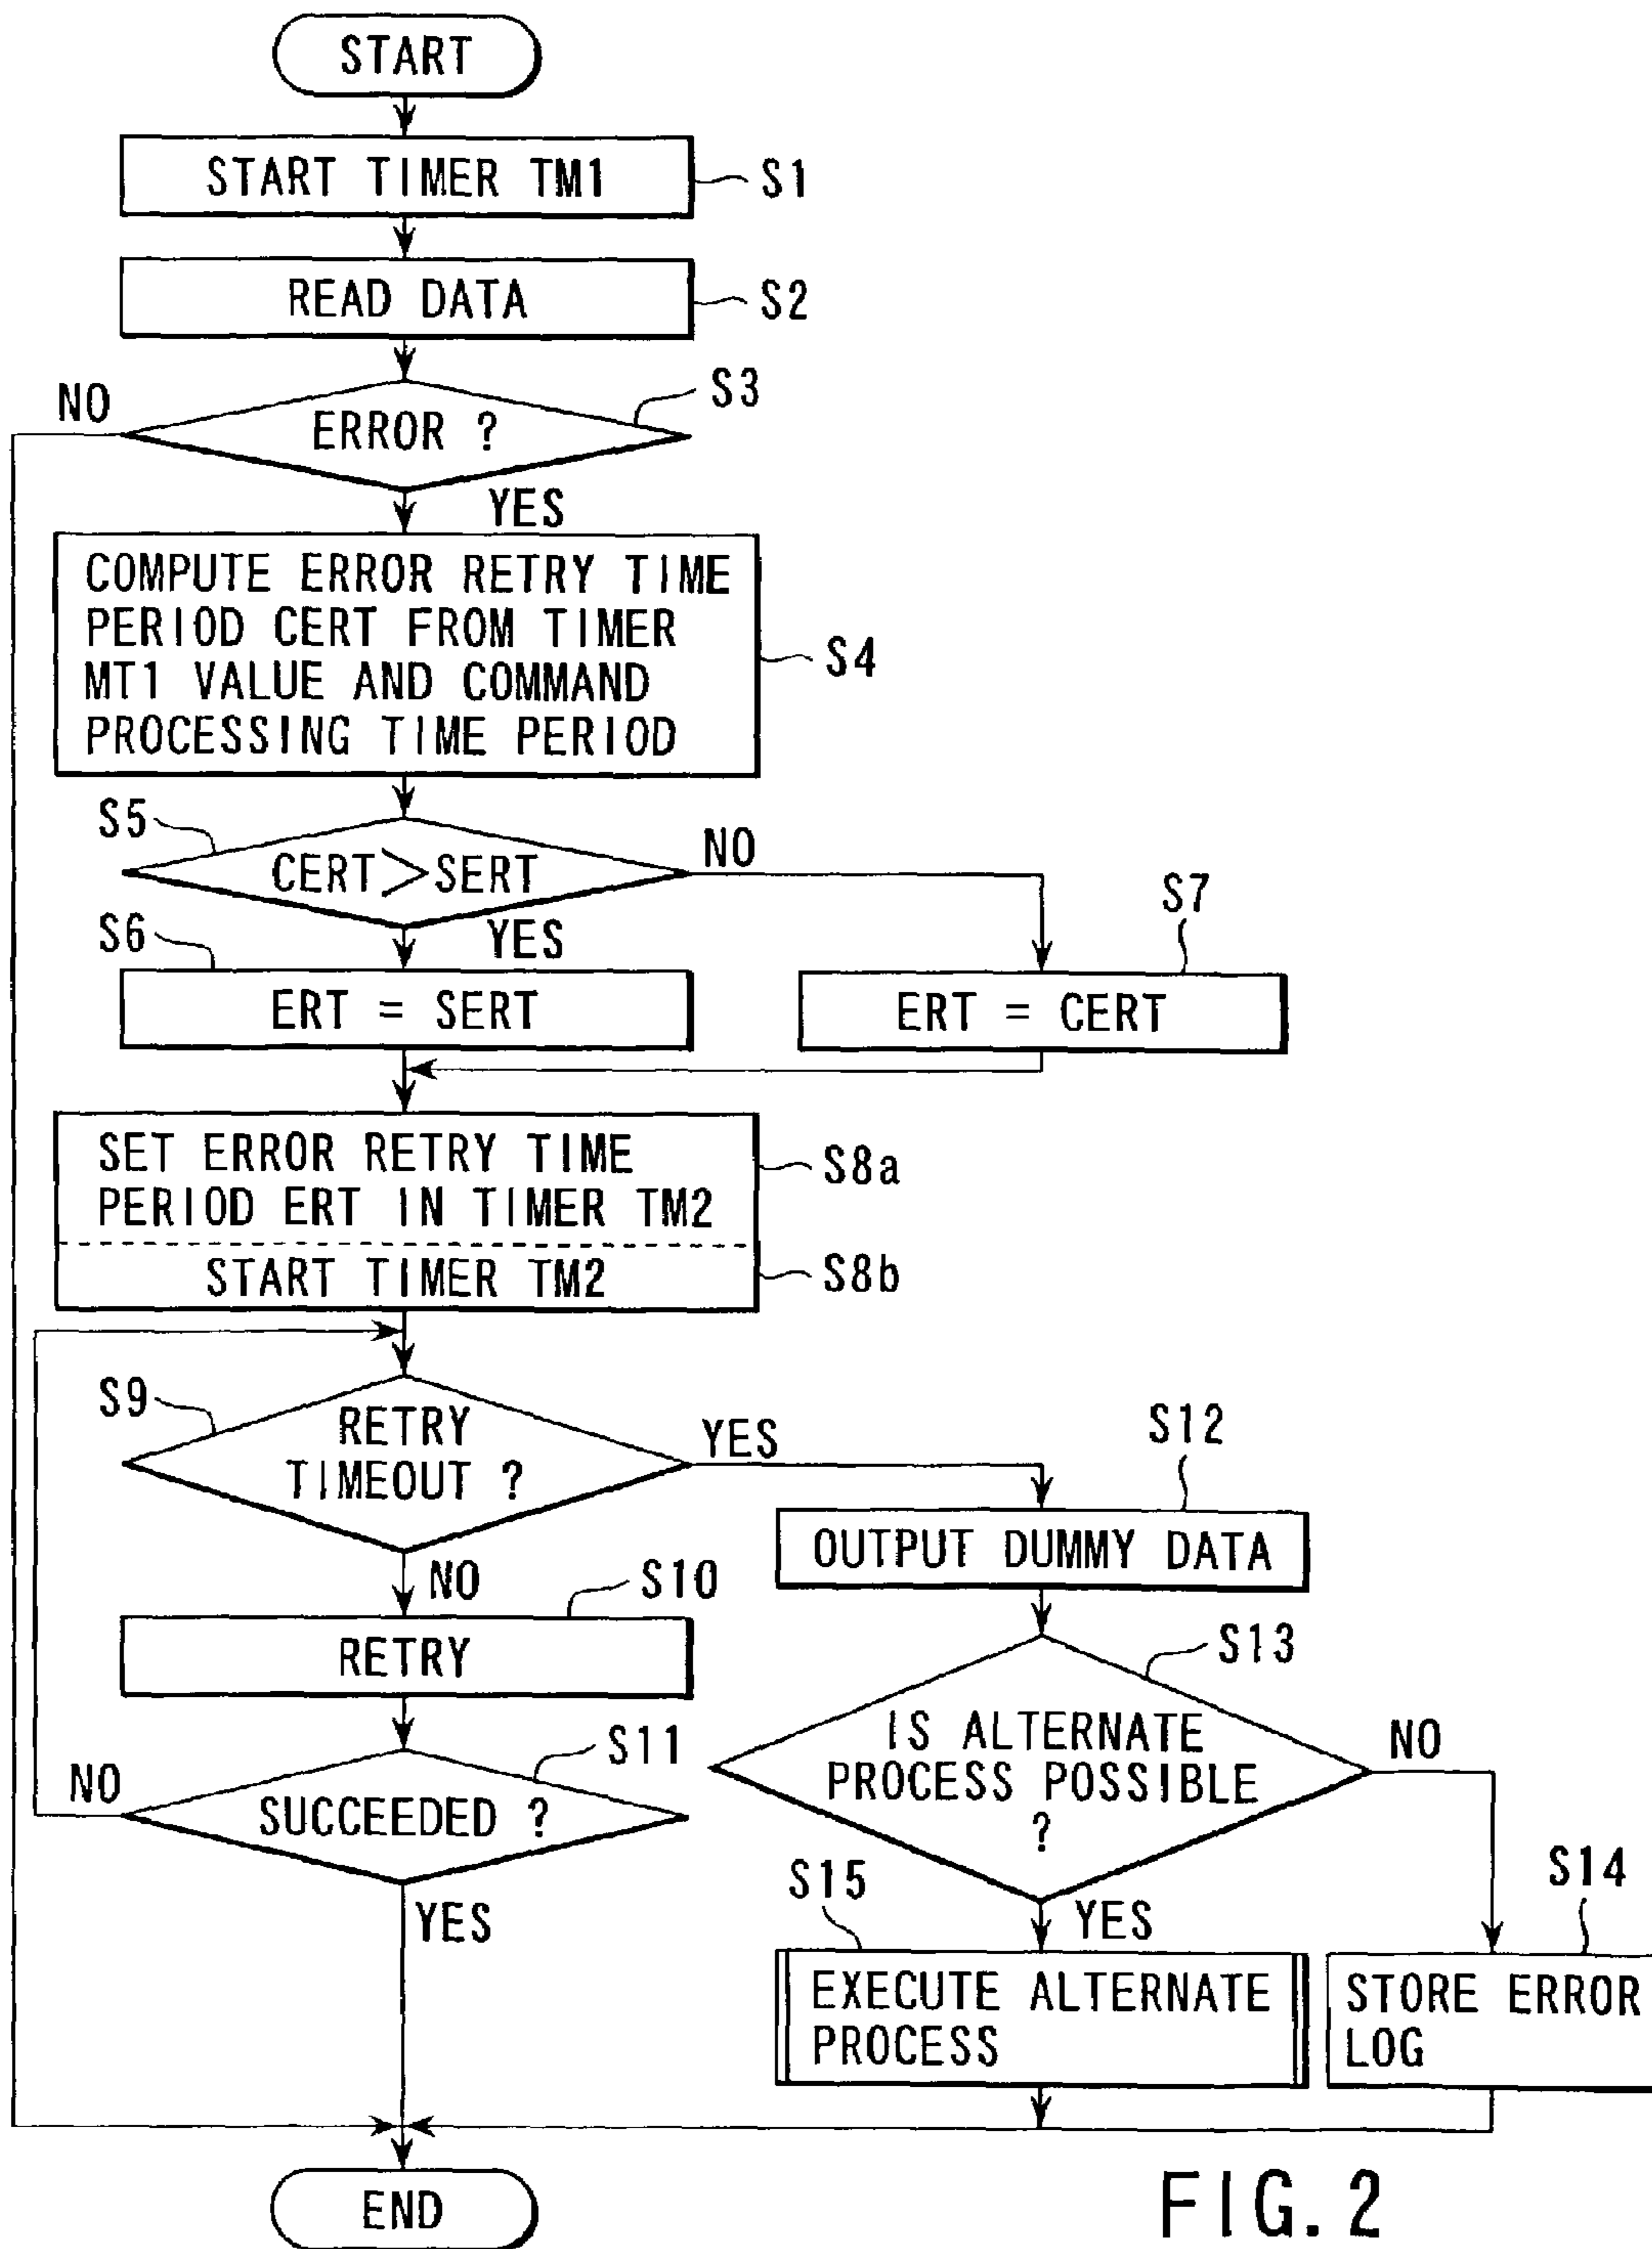 START
START TIMER TM1
S1
READ DATA
S2
NO
S3
ERROR ?
YES
COMPUTE ERROR RETRY TIME
PERIOD CERT FROM TIMER
MT1 VALUE AND COMMAND
PROCESSING TIME PERIOD
S4
S5
CERT>SERT
NO
YES
S6
ERT = SERT
S7
ERT = CERT
SET ERROR RETRY TIME
PERIOD ERT IN TIMER TM2
S8a
START TIMER TM2
S8b
S9
RETRY
TIMEOUT ?
YES
NO
S12
OUTPUT DUMMY DATA
S10
RETRY
S13
IS ALTERNATE
PROCESS POSSIBLE
?
NO
S11
NO
SUCCEEDED ?
YES
S15
YES
S14
EXECUTE ALTERNATE
PROCESS
STORE ERROR
LOG
END
FIG. 2